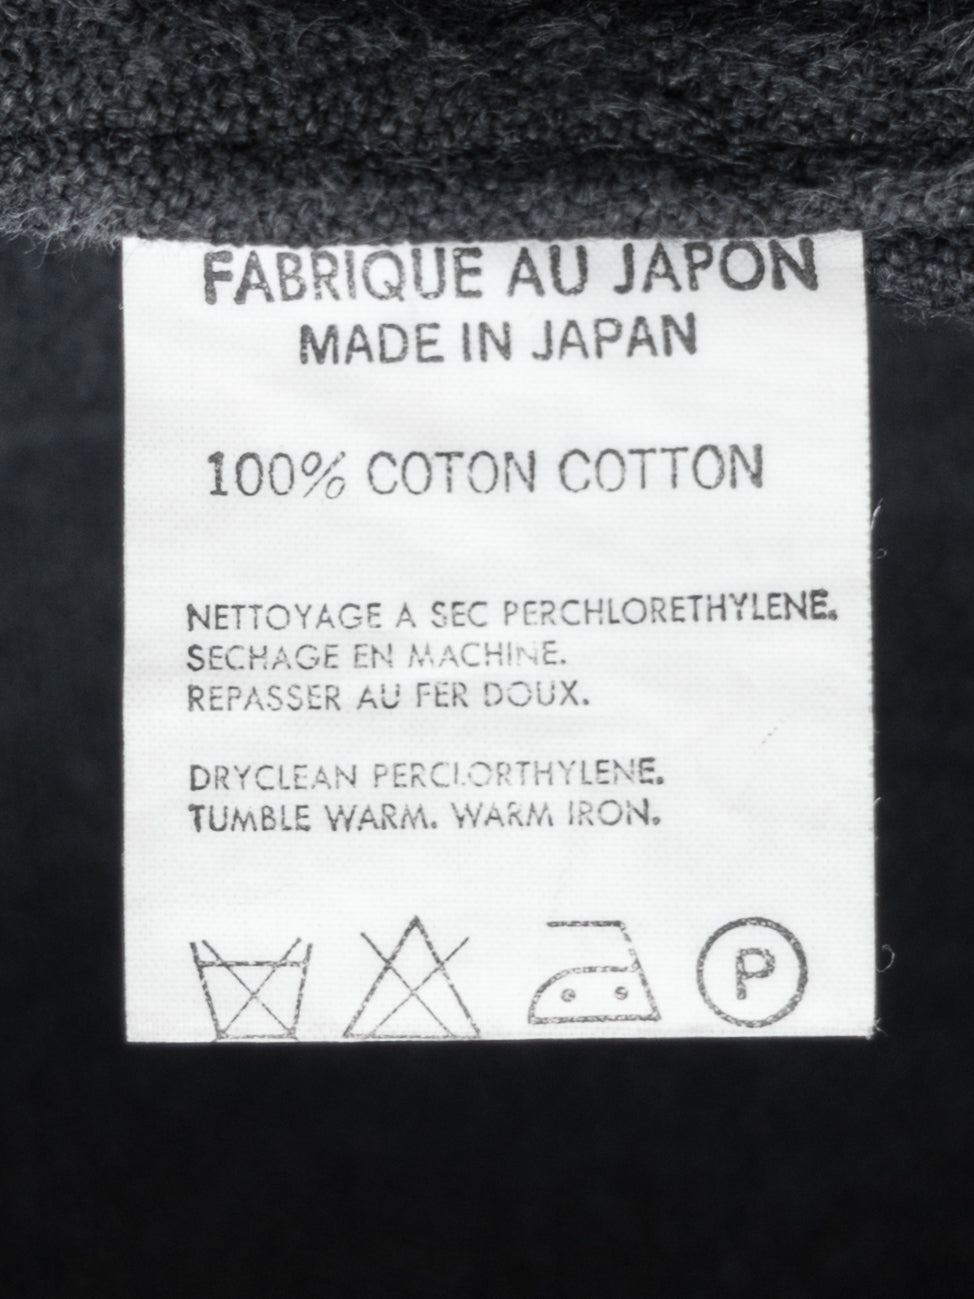 FABRIQUE AU JAPON
MADE IN JAPAN
100% COTON COTTON
NETTOYAGE A SEC PERCHLORETHYLENE.
SECHAGE EN MACHINE.
REPASSER AU FER DOUX.
DRYCLEAN PERCLORTHYLENE.
TUMBLE WARM. WARM IRON.
P